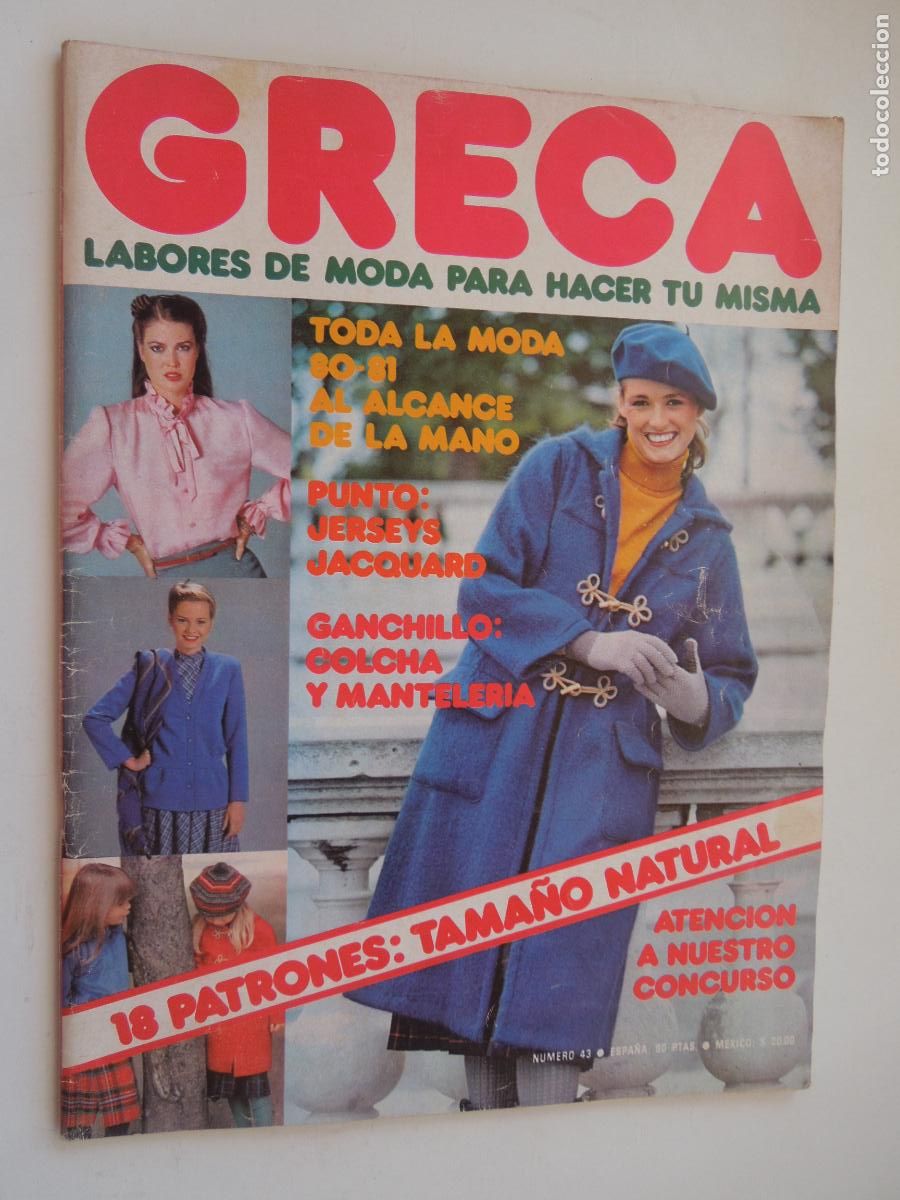 GRECA
LABORES DE MODA PARA HACER TU MISMA
TODA LA MODA
80-81
AL ALCANCE
DE LA MANO
PUNTO:
JERSEYS
JACQUARD
GANCHILLO:
COLCHA
Y MANTELERIA
18 PATRONES: TAMAÑO NATURAL
ATENCION
A NUESTRO
CONCURSO
NUMERO 43 ● ESPAÑA: 80 PTAS. ● MEXICO: $ 20.00
todocoleccion